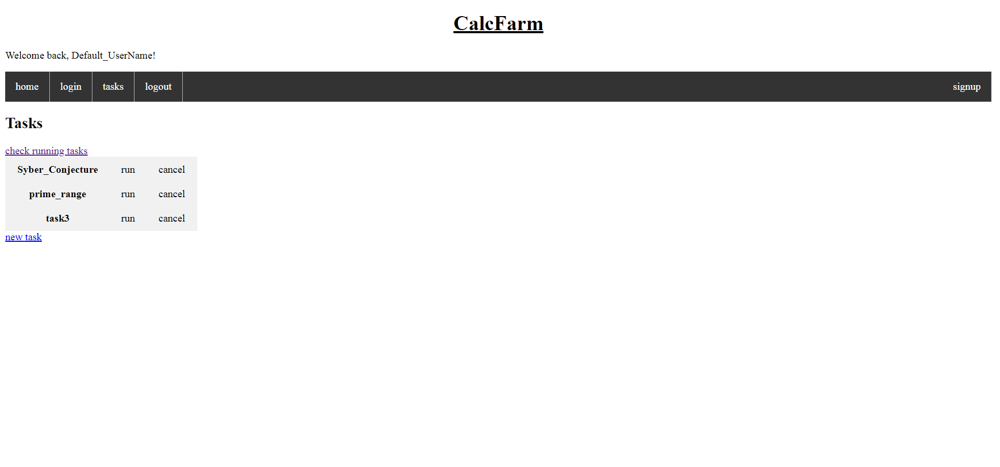 CalcFarm
Welcome back, Default_UserName!
home login tasks logout signup
Tasks
check running tasks
Syber_Conjecture run cancel
prime_range run cancel
task3 run cancel
new task